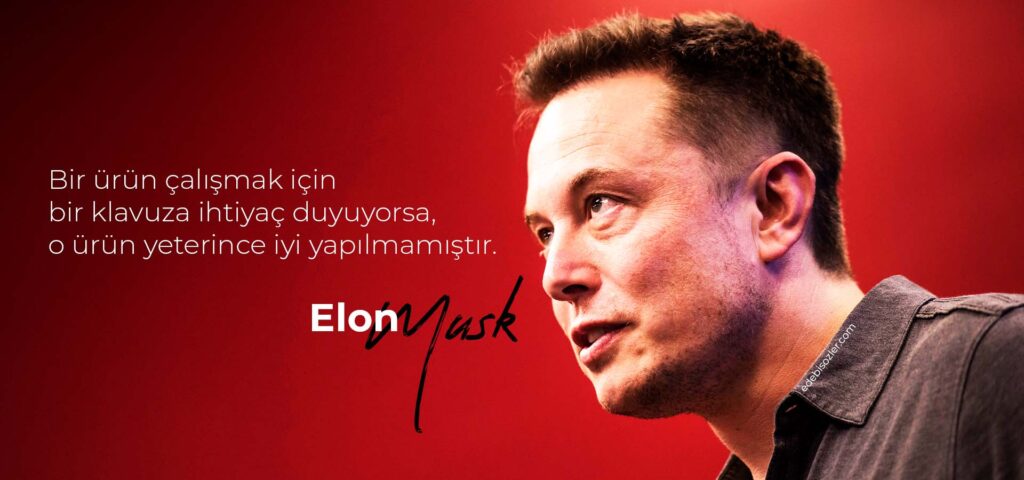 Bir ürün çalışmak için
bir klavuza ihtiyaç duyuyorsa,
o ürün yeterince iyi yapılmamıştır.
Elon Musk
edebisozler.com